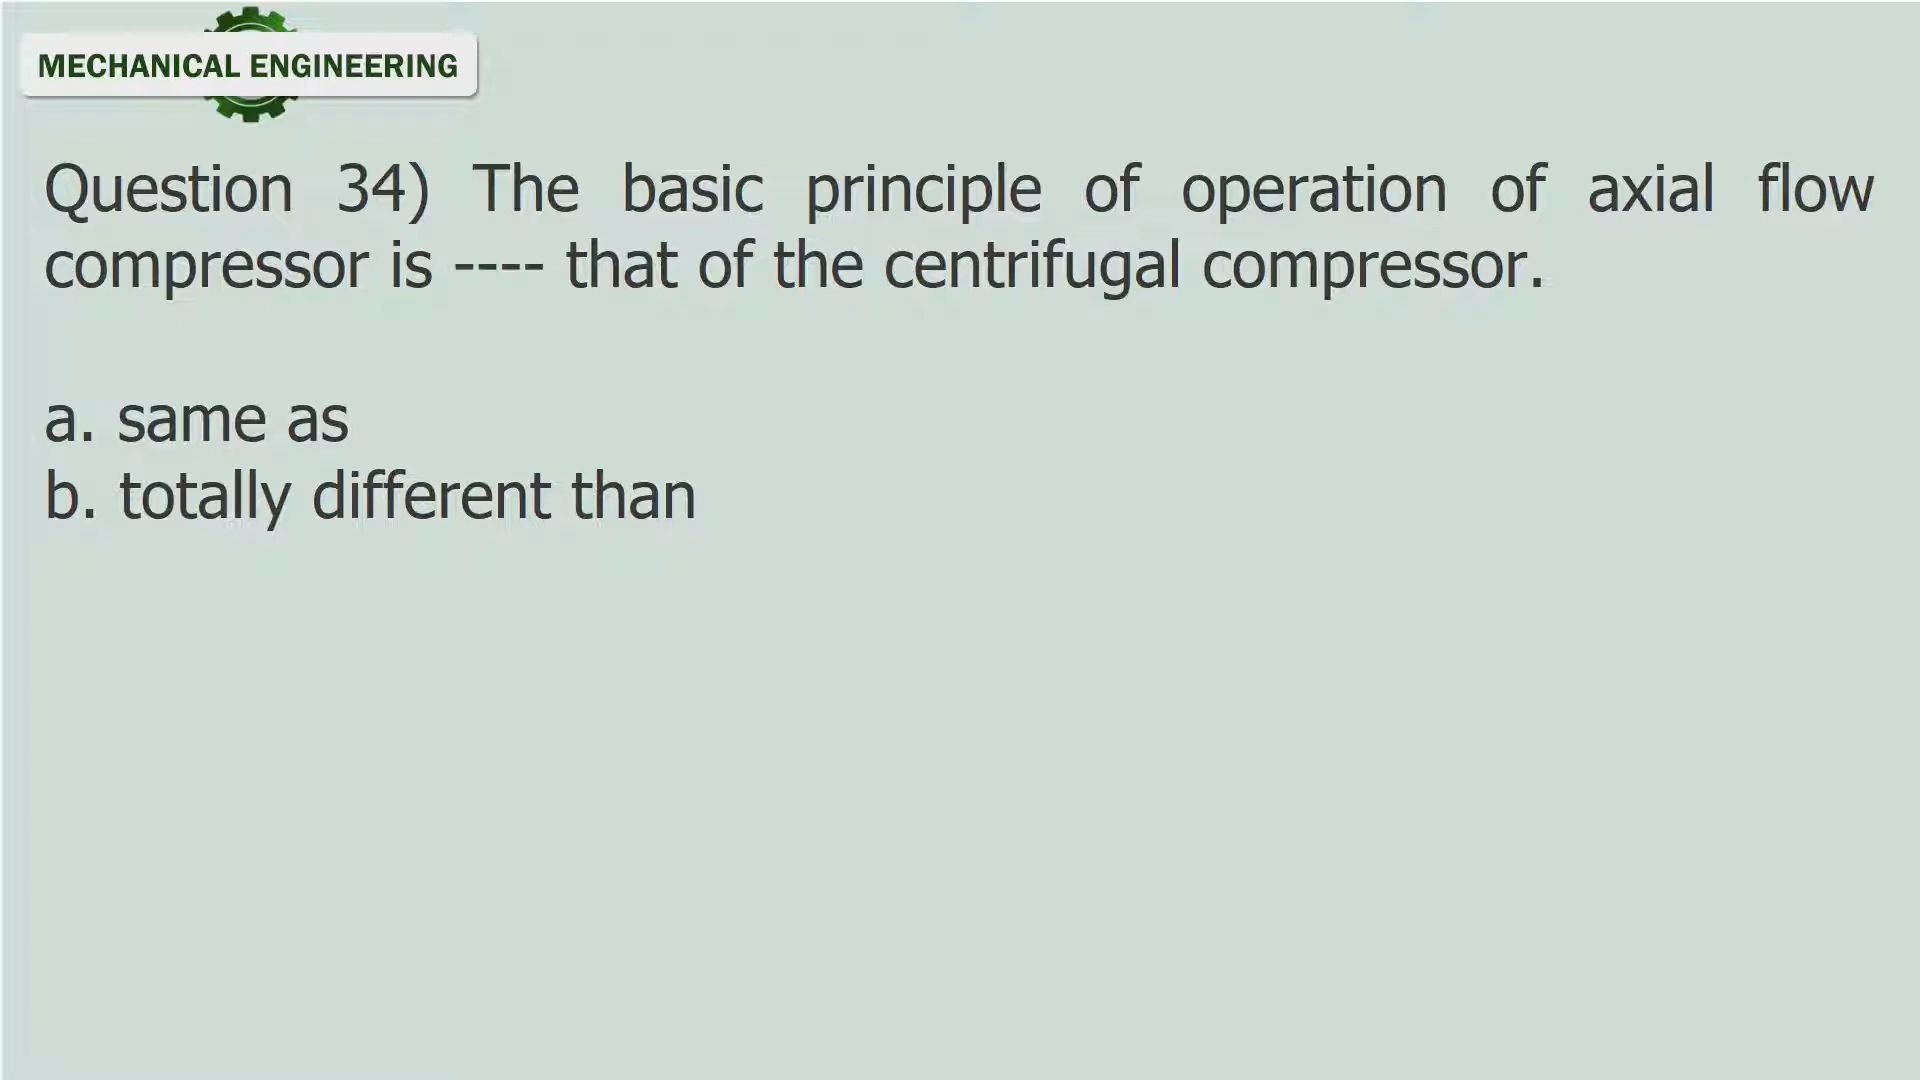 MECHANICAL ENGINEERING
Question 34) The basic principle of operation of axial flow
compressor is ---- that of the centrifugal compressor.
a. same as
b. totally different than